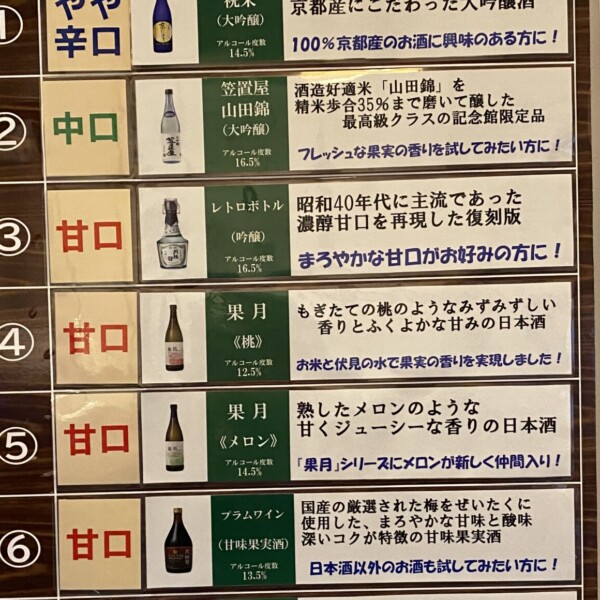 ①
やや
辛口
祝米
(大吟醸)
アルコール度数
14.5%
京都産にこだわった大吟醸酒
100%京都産のお酒に興味のある方に!
②
中口
笠置屋
山田錦
(大吟醸)
アルコール度数
16.5%
酒造好適米「山田錦」を
精米歩合35%まで磨いて醸した
最高級クラスの記念館限定品
フレッシュな果実の香りを試してみたい方に!
③
甘口
レトロボトル
(吟醸)
アルコール度数
16.5%
昭和40年代に主流であった
濃醇甘口を再現した復刻版
まろやかな甘口がお好みの方に!
④
甘口
果月
《桃》
アルコール度数
12.5%
もぎたての桃のようなみずみずしい
香りとふくよかな甘みの日本酒
お米と伏見の水で果実の香りを実現しました!
⑤
甘口
果月
《メロン》
アルコール度数
14.5%
熟したメロンのような
甘くジューシーな香りの日本酒
『果月』シリーズにメロンが新しく仲間入り!
⑥
甘口
プラムワイン
(甘味果実酒)
アルコール度数
13.5%
国産の厳選された梅をぜいたくに
使用した、まろやかな甘味と酸味
深いコクが特徴の甘味果実酒
日本酒以外のお酒も試してみたい方に!